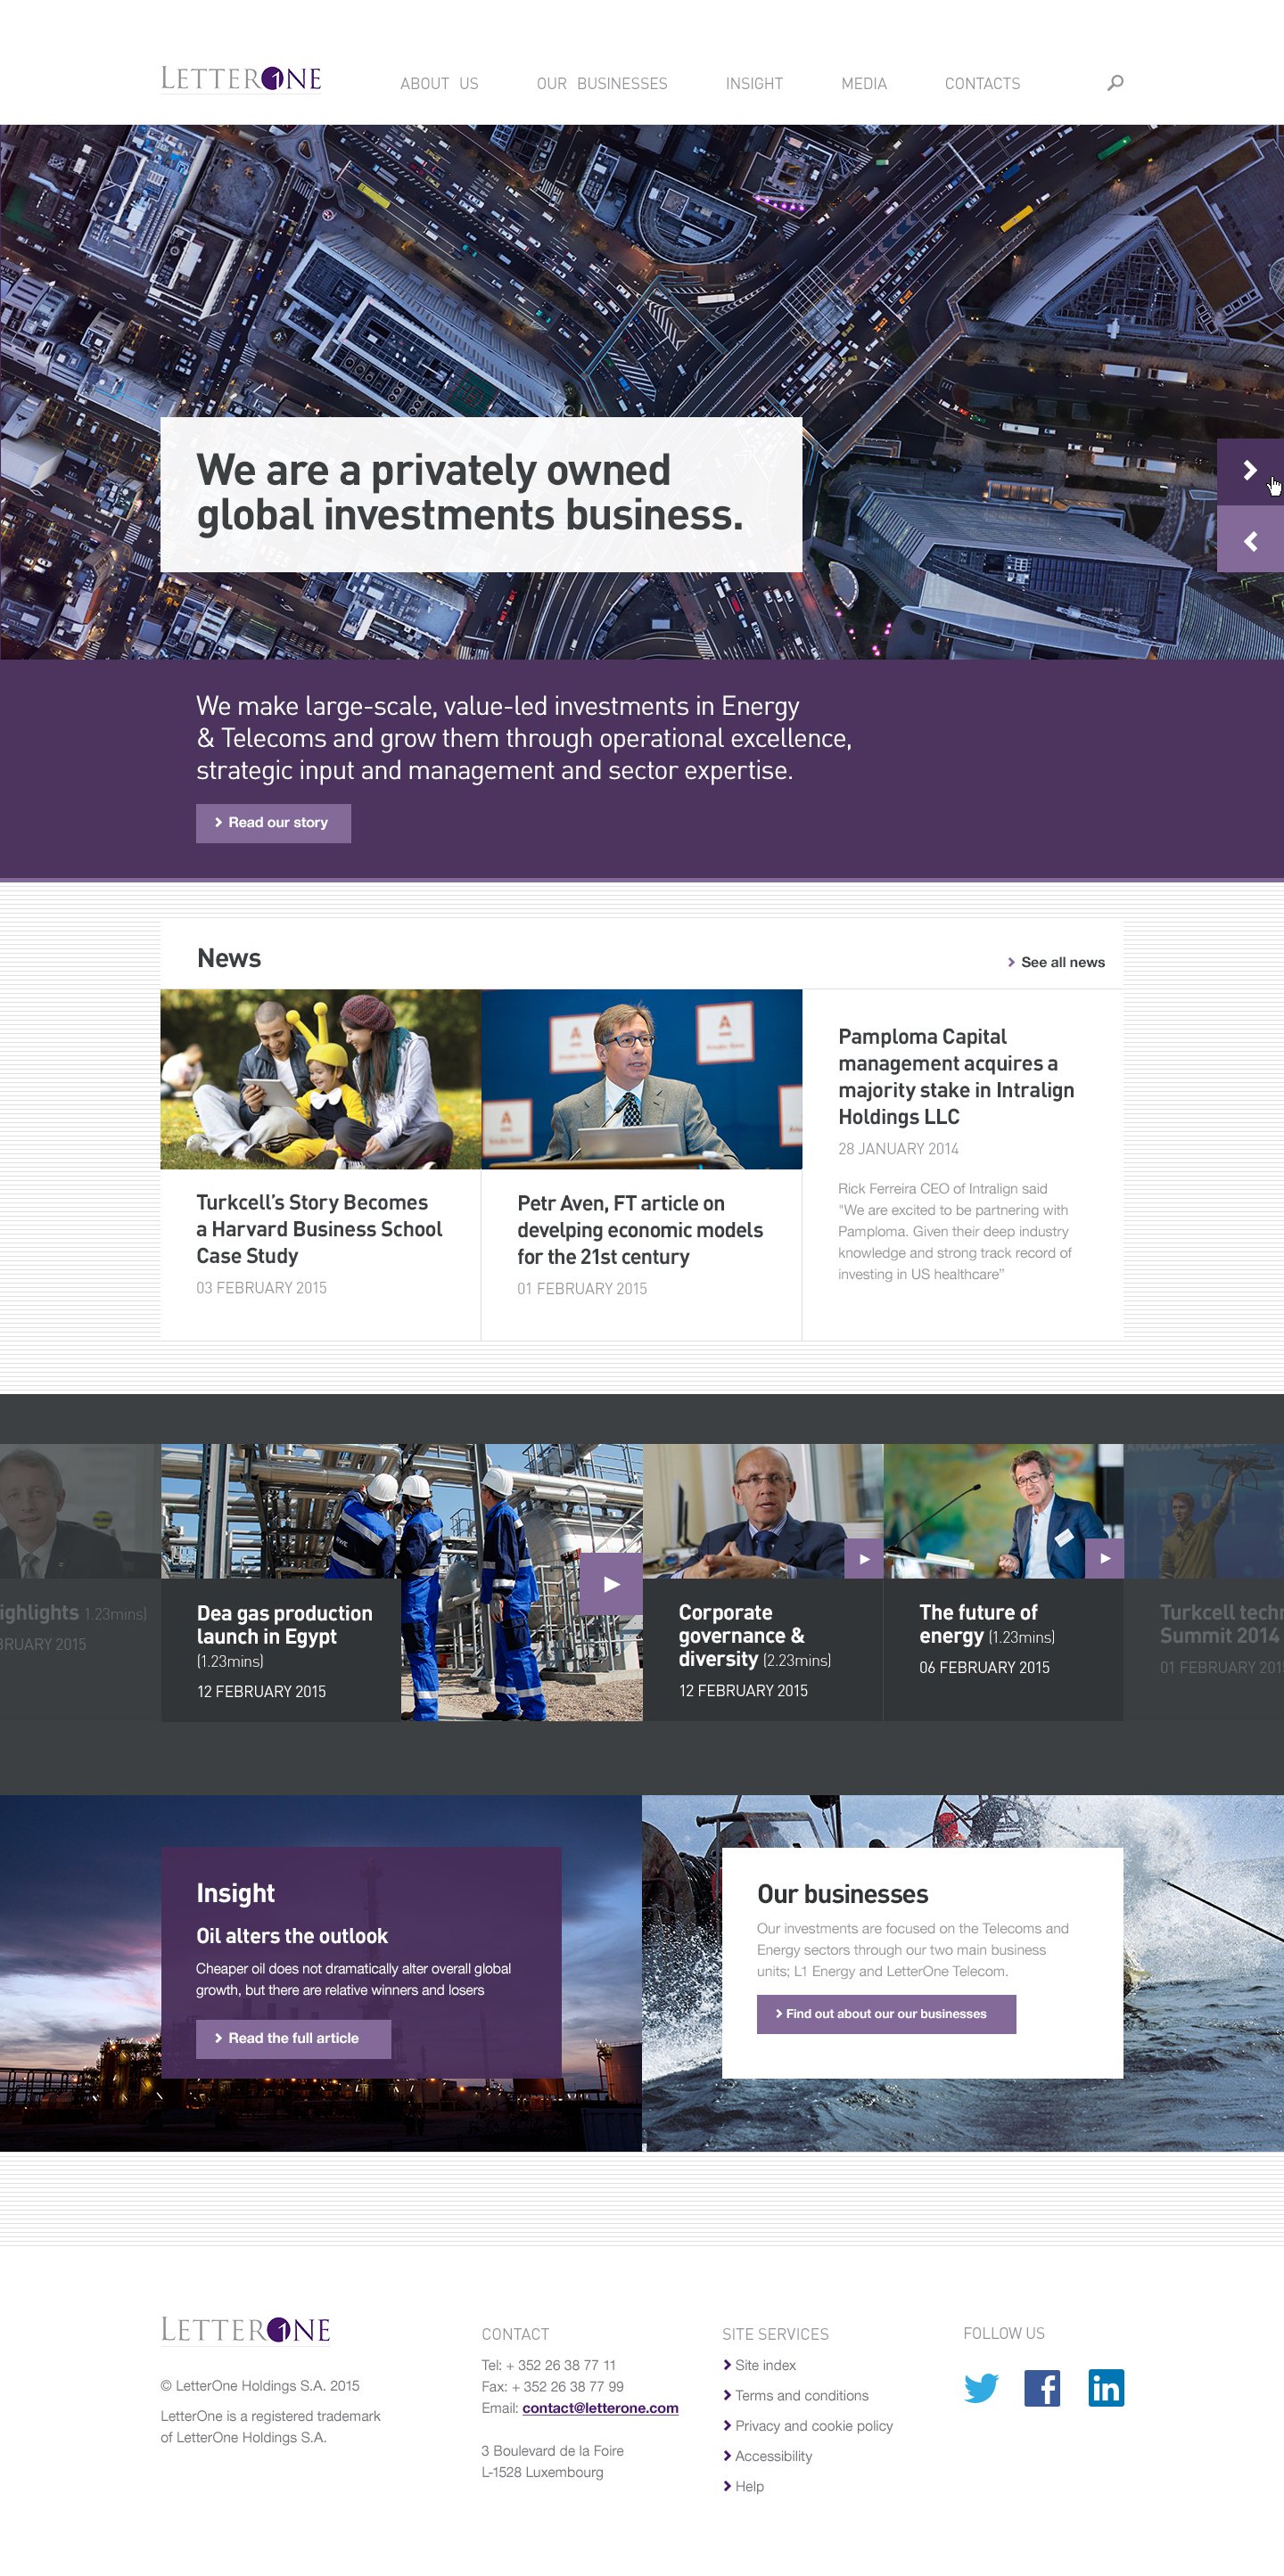 LETTERONE
ABOUT US
OUR BUSINESSES
INSIGHT
MEDIA
CONTACTS
We are a privately owned
global investments business.
We make large-scale, value-led investments in Energy
& Telecoms and grow them through operational excellence,
strategic input and management and sector expertise.
Read our story
News
See all news
Turkcell's Story Becomes
a Harvard Business School
Case Study
03 FEBRUARY 2015
Petr Aven, FT article on
develping economic models
for the 21st century
01 FEBRUARY 2015
Pamploma Capital
management acquires a
majority stake in Intralign
Holdings LLC
28 JANUARY 2014
Rick Ferreira CEO of Intralign said
"We are excited to be partnering with
Pamploma. Given their deep industry
knowledge and strong track record of
investing in US healthcare”
ighlights 1.23mins)
BRUARY 2015
Dea gas production
launch in Egypt
(1.23mins)
12 FEBRUARY 2015
Corporate
governance &
diversity (2.23mins)
12 FEBRUARY 2015
The future of
energy (1.23mins)
06 FEBRUARY 2015
Turkcell techn
Summit 2014
01 FEBRUARY 201
Insight
Oil alters the outlook
Cheaper oil does not dramatically alter overall global
growth, but there are relative winners and losers
Read the full article
Our businesses
Our investments are focused on the Telecoms and
Energy sectors through our two main business
units; L1 Energy and LetterOne Telecom.
Find out about our our businesses
LETTERONE
© LetterOne Holdings S.A. 2015
LetterOne is a registered trademark
of LetterOne Holdings S.A.
CONTACT
Tel: + 352 26 38 77 11
Fax: + 352 26 38 77 99
Email: contact@letterone.com
3 Boulevard de la Foire
L-1528 Luxembourg
SITE SERVICES
Site index
Terms and conditions
Privacy and cookie policy
Accessibility
Help
FOLLOW US